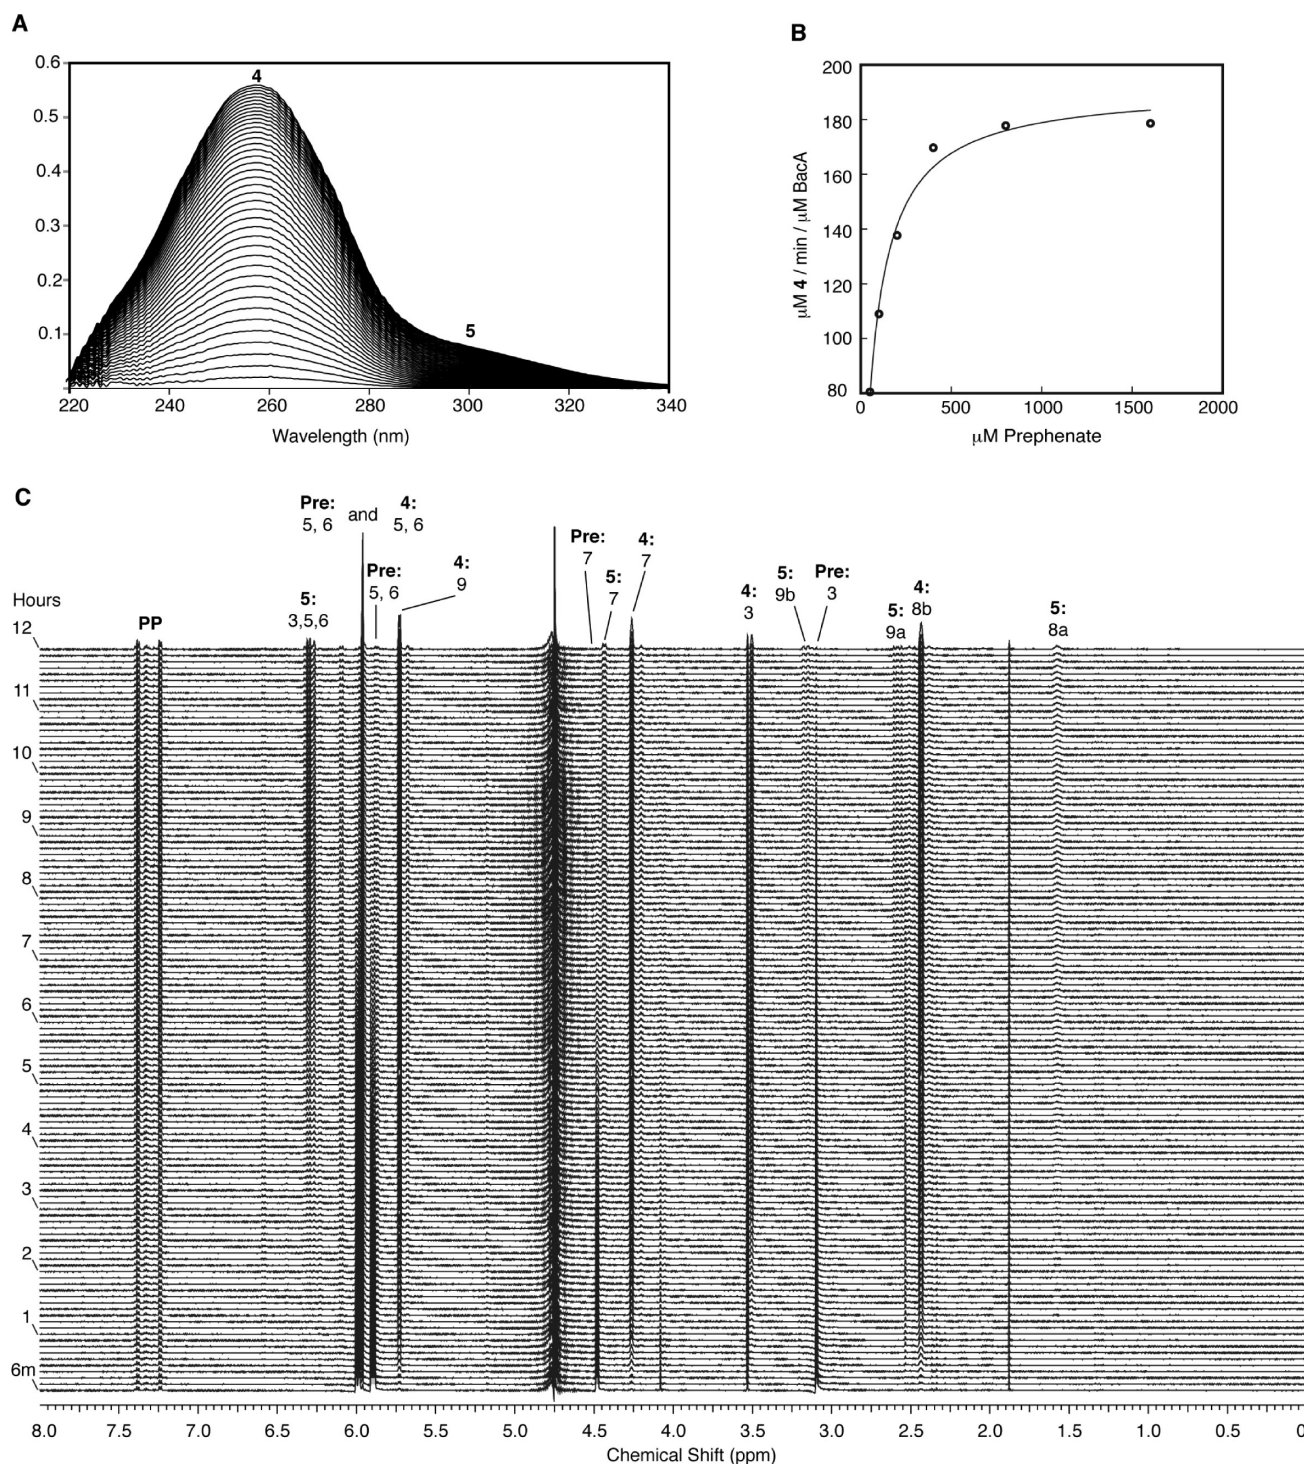 A
0.6
0.5
0.4
0.3
0.2
0.1
4
5
220 240 260 280 300 320 340
Wavelength (nm)
B
200
180
160
140
120
100
80
μM 4 / min / μM BacA
0 500 1000 1500 2000
μM Prephenate
C
Pre: and 4:
5, 6 5, 6
Pre:
5, 6
4:
9
Pre:
7
5:
7
4:
7
4:
3
5:
9b
Pre:
3
5:
9a
4:
8b
5:
8a
5:
3,5,6
PP
Hours
12
11
10
9
8
7
6
5
4
3
2
1
6m
8.0 7.5 7.0 6.5 6.0 5.5 5.0 4.5 4.0 3.5 3.0 2.5 2.0 1.5 1.0 0.5 0
Chemical Shift (ppm)